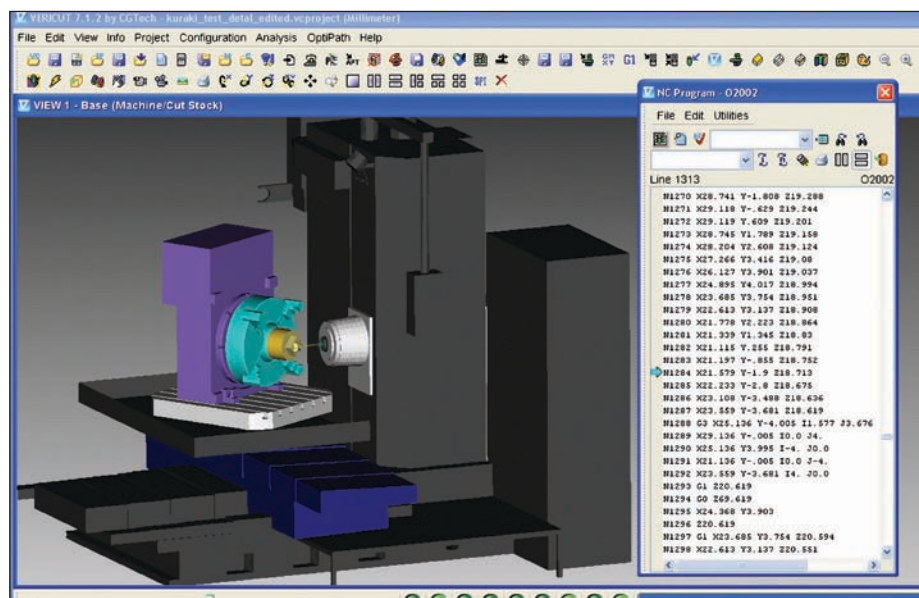 VERICUT 7.1.2 by CGTech - kuraki_test_detal_edited.vcproject (Millimeter)
File Edit View Info Project Configuration Analysis OptiPath Help
VIEW 1 - Base (Machine/Cut Stock)
NC Program - O2002
File Edit Utilities
Line 1313 O2002
N1270 X28.741 Y-1.808 Z19.288
N1271 X29.118 Y-.629 Z19.244
N1272 X29.119 Y.609 Z19.201
N1273 X28.745 Y1.789 Z19.158
N1274 X28.204 Y2.608 Z19.124
N1275 X27.266 Y3.416 Z19.08
N1276 X26.127 Y3.901 Z19.037
N1277 X24.895 Y4.017 Z18.994
N1278 X23.685 Y3.754 Z18.951
N1279 X22.613 Y3.137 Z18.908
N1280 X21.778 Y2.223 Z18.864
N1281 X21.339 Y1.345 Z18.83
N1282 X21.115 Y.255 Z18.791
N1283 X21.197 Y-.855 Z18.752
N1284 X21.579 Y-1.9 Z18.713
N1285 X22.233 Y-2.8 Z18.675
N1286 X23.108 Y-3.488 Z18.636
N1287 X23.559 Y-3.681 Z18.619
N1288 G3 X25.136 Y-4.005 I1.577 J3.676
N1289 X29.136 Y-.005 I0.0 J4.
N1290 X25.136 Y3.995 I-4. J0.0
N1291 X21.136 Y-.005 I0.0 J-4.
N1292 X23.559 Y-3.681 I4. J0.0
N1293 G1 Z20.619
N1294 G0 Z69.619
N1295 X24.368 Y3.903
N1296 Z20.619
N1297 G1 X23.685 Y3.754 Z20.594
N1298 X22.613 Y3.137 Z20.551